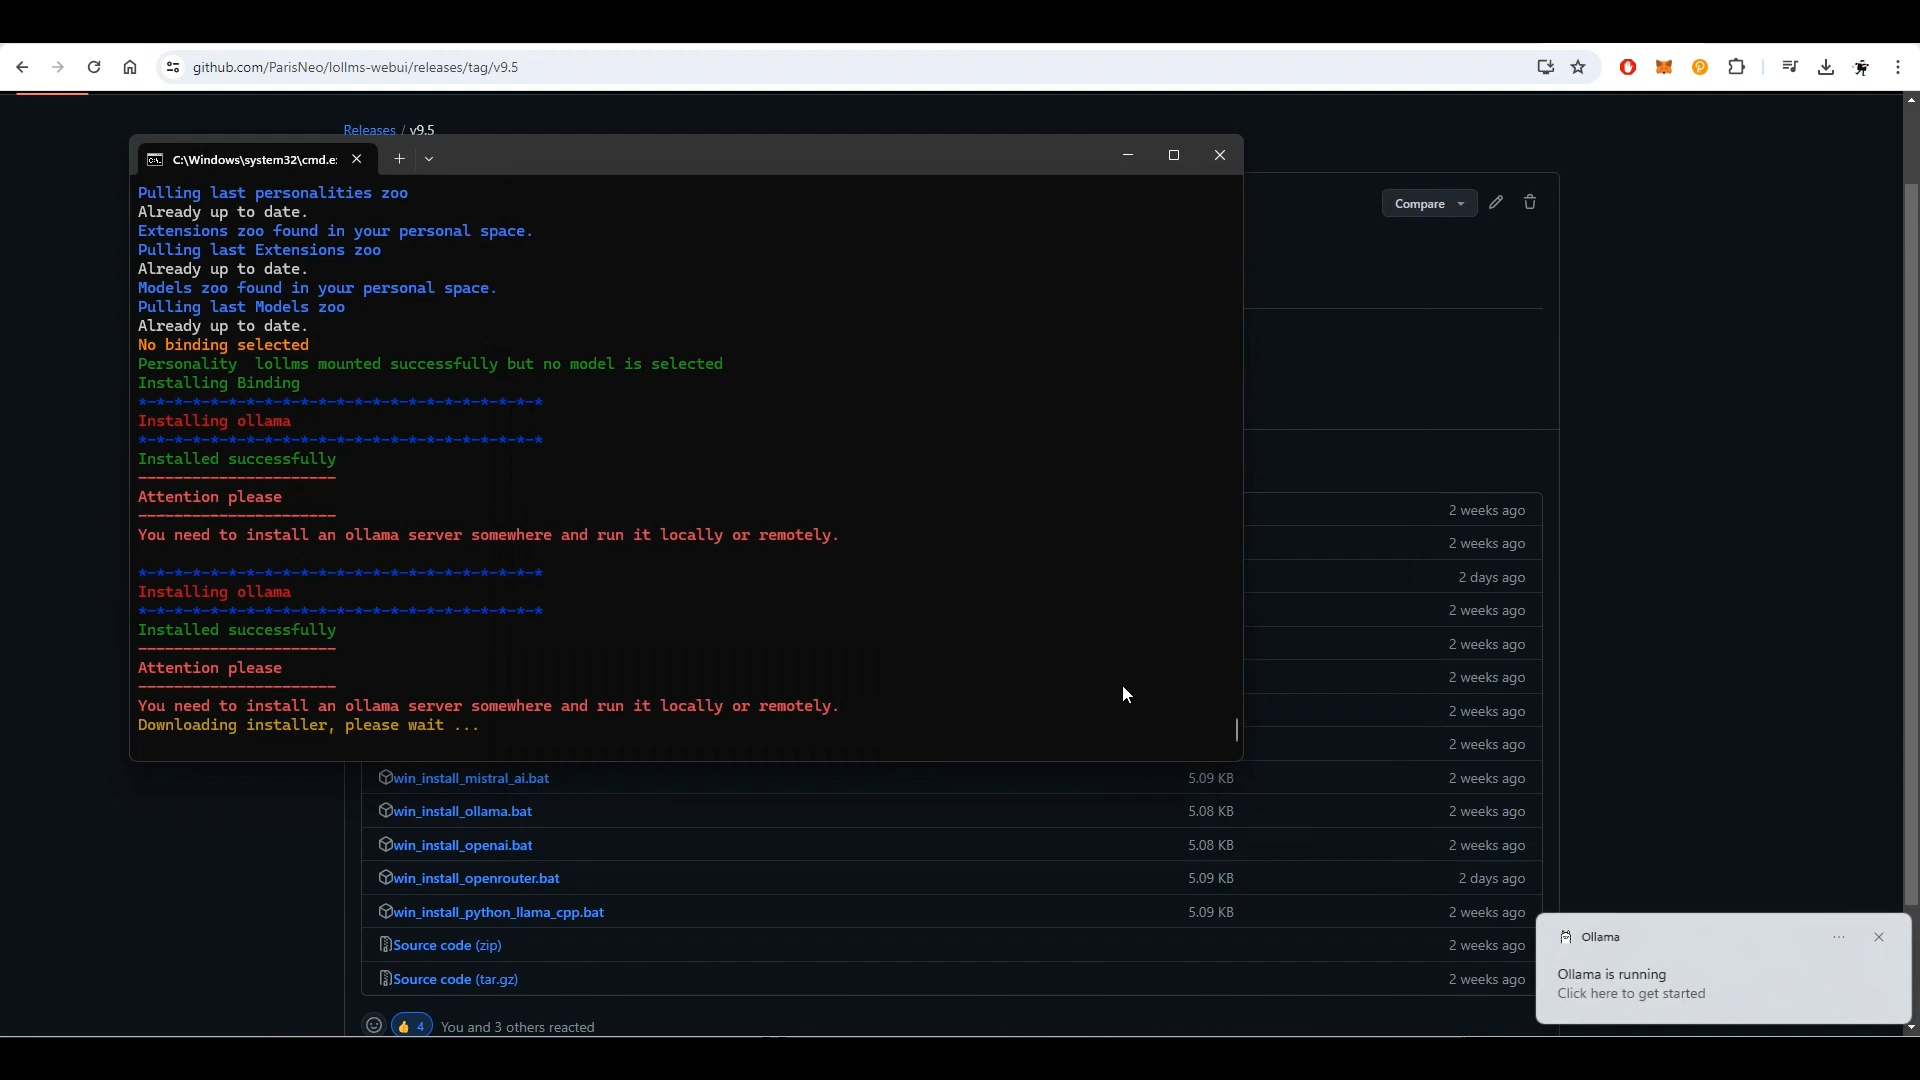 github.com/ParisNeo/lollms-webui/releases/tag/v9.5
Releases / v9.5
C:\Windows\system32\cmd.e:
Compare
Pulling last personalities zoo
Already up to date.
Extensions zoo found in your personal space.
Pulling last Extensions zoo
Already up to date.
Models zoo found in your personal space.
Pulling last Models zoo
Already up to date.
No binding selected
Personality  lollms mounted successfully but no model is selected
Installing Binding
*-*-*-*-*-*-*-*-*-*-*-*-*-*-*-*-*-*-*-*-*-*-*
Installing ollama
*-*-*-*-*-*-*-*-*-*-*-*-*-*-*-*-*-*-*-*-*-*-*
Installed successfully
----------------------
Attention please
----------------------
You need to install an ollama server somewhere and run it locally or remotely.
*-*-*-*-*-*-*-*-*-*-*-*-*-*-*-*-*-*-*-*-*-*-*
Installing ollama
*-*-*-*-*-*-*-*-*-*-*-*-*-*-*-*-*-*-*-*-*-*-*
Installed successfully
----------------------
Attention please
----------------------
You need to install an ollama server somewhere and run it locally or remotely.
Downloading installer, please wait ...
2 weeks ago
2 weeks ago
2 days ago
2 weeks ago
2 weeks ago
2 weeks ago
2 weeks ago
2 weeks ago
win_install_mistral_ai.bat 5.09 KB 2 weeks ago
win_install_ollama.bat 5.08 KB 2 weeks ago
win_install_openai.bat 5.08 KB 2 weeks ago
win_install_openrouter.bat 5.09 KB 2 days ago
win_install_python_llama_cpp.bat 5.09 KB 2 weeks ago
Source code (zip) 2 weeks ago
Source code (tar.gz) 2 weeks ago
4 You and 3 others reacted
Ollama
Ollama is running
Click here to get started